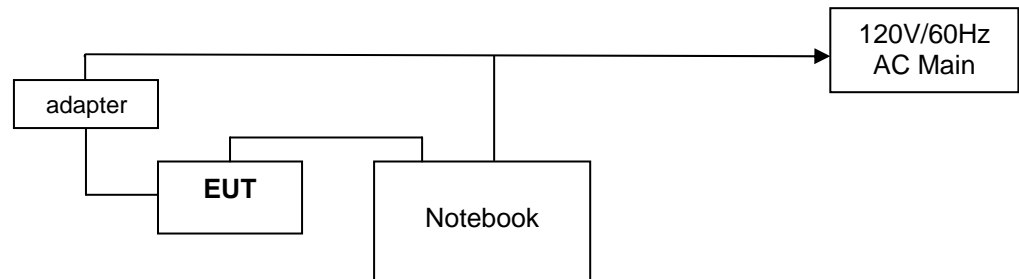 120V/60Hz
AC Main
adapter
EUT
Notebook